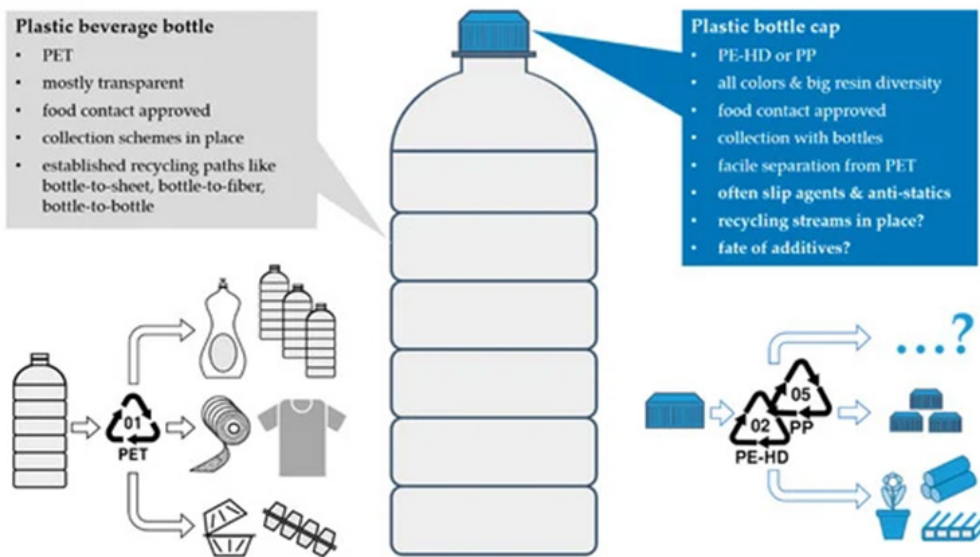 Plastic beverage bottle
• PET
• mostly transparent
• food contact approved
• collection schemes in place
• established recycling paths like
bottle-to-sheet, bottle-to-fiber,
bottle-to-bottle
Plastic bottle cap
• PE-HD or PP
• all colors & big resin diversity
• food contact approved
• collection with bottles
• facile separation from PET
• often slip agents & anti-statics
• recycling streams in place?
• fate of additives?
01
PET
02
PE-HD
05
PP
...?